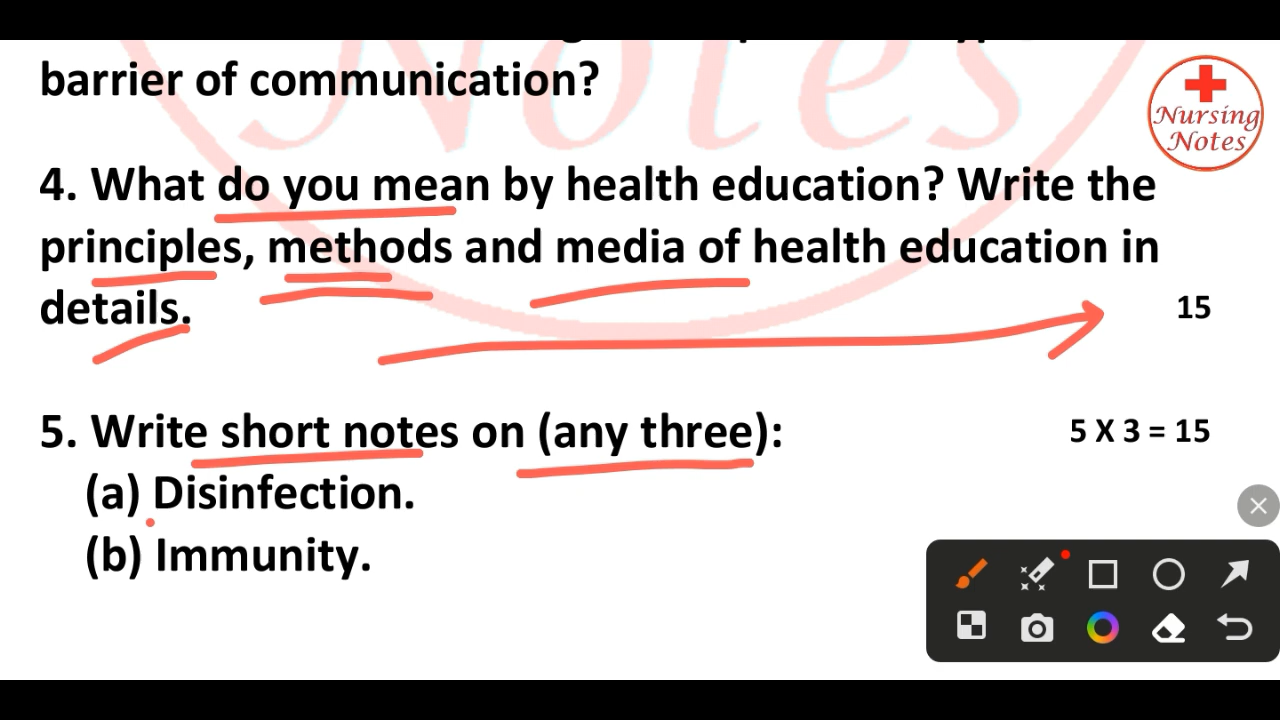 barrier of communication?
Nursing
Notes
Notes
4. What do you mean by health education? Write the
principles, methods and media of health education in
details.
15
5. Write short notes on (any three):
5 X 3 = 15
(a) Disinfection.
(b) Immunity.